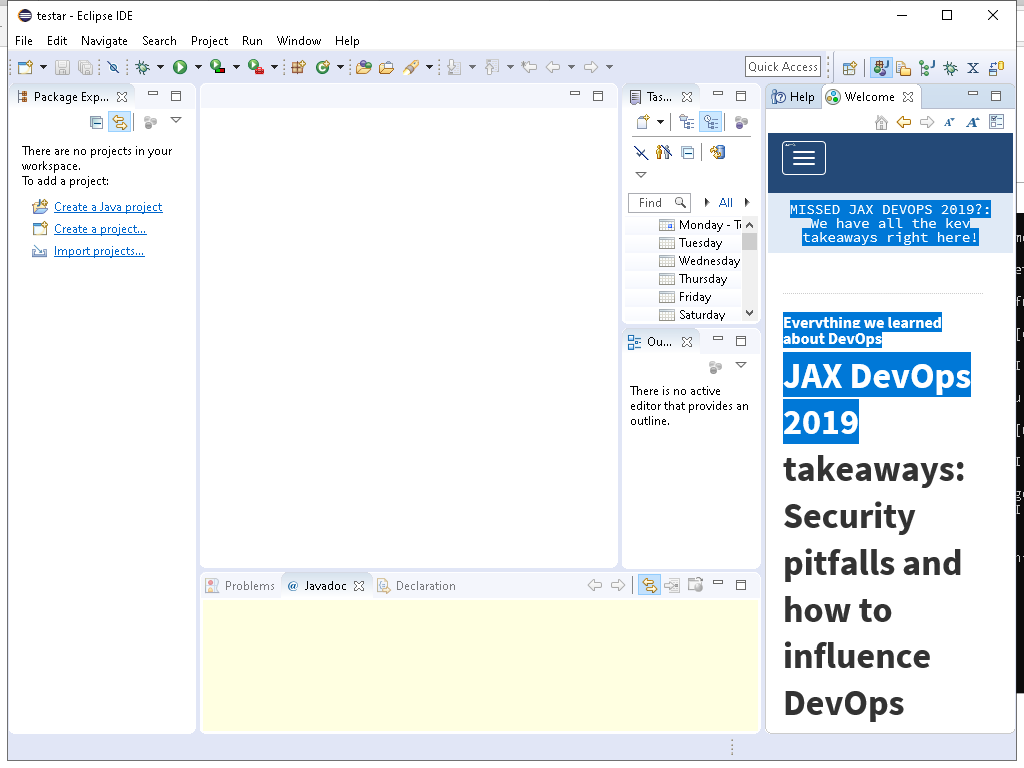 testar - Eclipse IDE
File Edit Navigate Search Project Run Window Help
Quick Access
Package Exp...
There are no projects in your
workspace.
To add a project:
Create a Java project
Create a project...
Import projects...
Tas...
Find
All
Monday - T
Tuesday
Wednesday
Thursday
Friday
Saturday
Ou...
There is no active
editor that provides an
outline.
Help
Welcome
MISSED JAX DEVOPS 2019?:
We have all the key
takeaways right here!
Everything we learned
about DevOps
JAX DevOps
2019
takeaways:
Security
pitfalls and
how to
influence
DevOps
Problems
@ Javadoc
Declaration